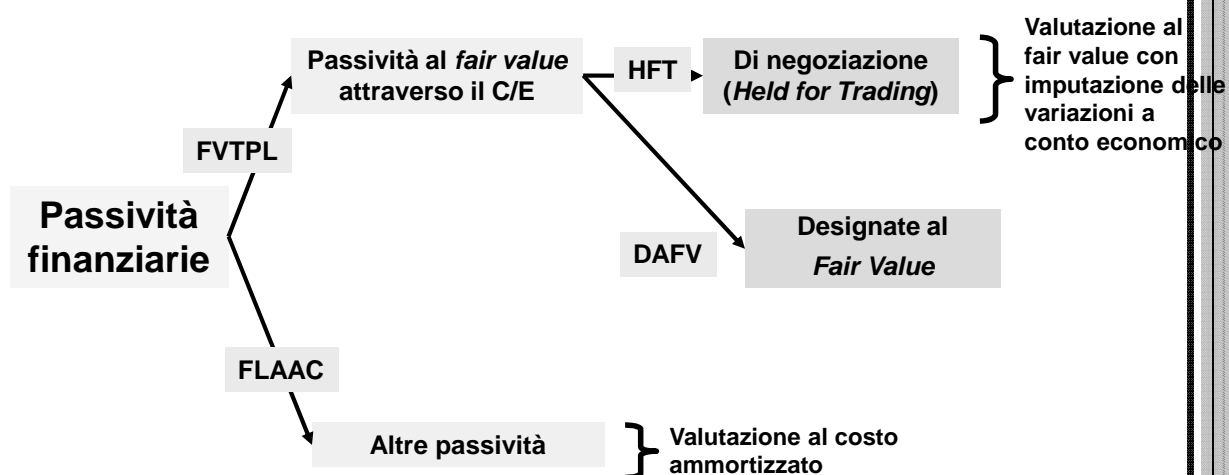 Passività
finanziarie
FVTPL
Passività al fair value
attraverso il C/E
HFT
Di negoziazione
(Held for Trading)
Valutazione al
fair value con
imputazione delle
variazioni a
conto economico
DAFV
Designate al
Fair Value
FLAAC
Altre passività
Valutazione al costo
ammortizzato